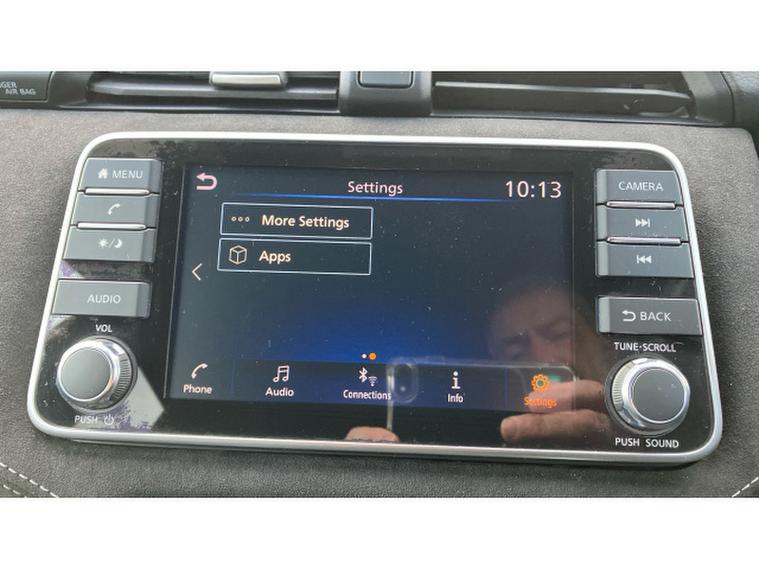 GER
AIR BAG
MENU
AUDIO
VOL
PUSH
Settings 10:13
More Settings
Apps
Phone Audio Connections Info Settings
CAMERA
BACK
TUNE·SCROLL
PUSH SOUND